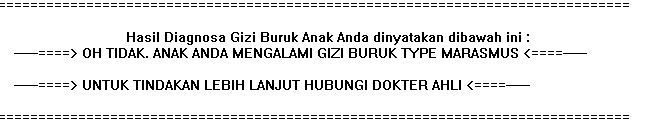 ======================================================================
Hasil Diagnosa Gizi Buruk Anak Anda dinyatakan dibawah ini :
-----====> OH TIDAK. ANAK ANDA MENGALAMI GIZI BURUK TYPE MARASMUS <====-----
-----====> UNTUK TINDAKAN LEBIH LANJUT HUBUNGI DOKTER AHLI <====-----
======================================================================